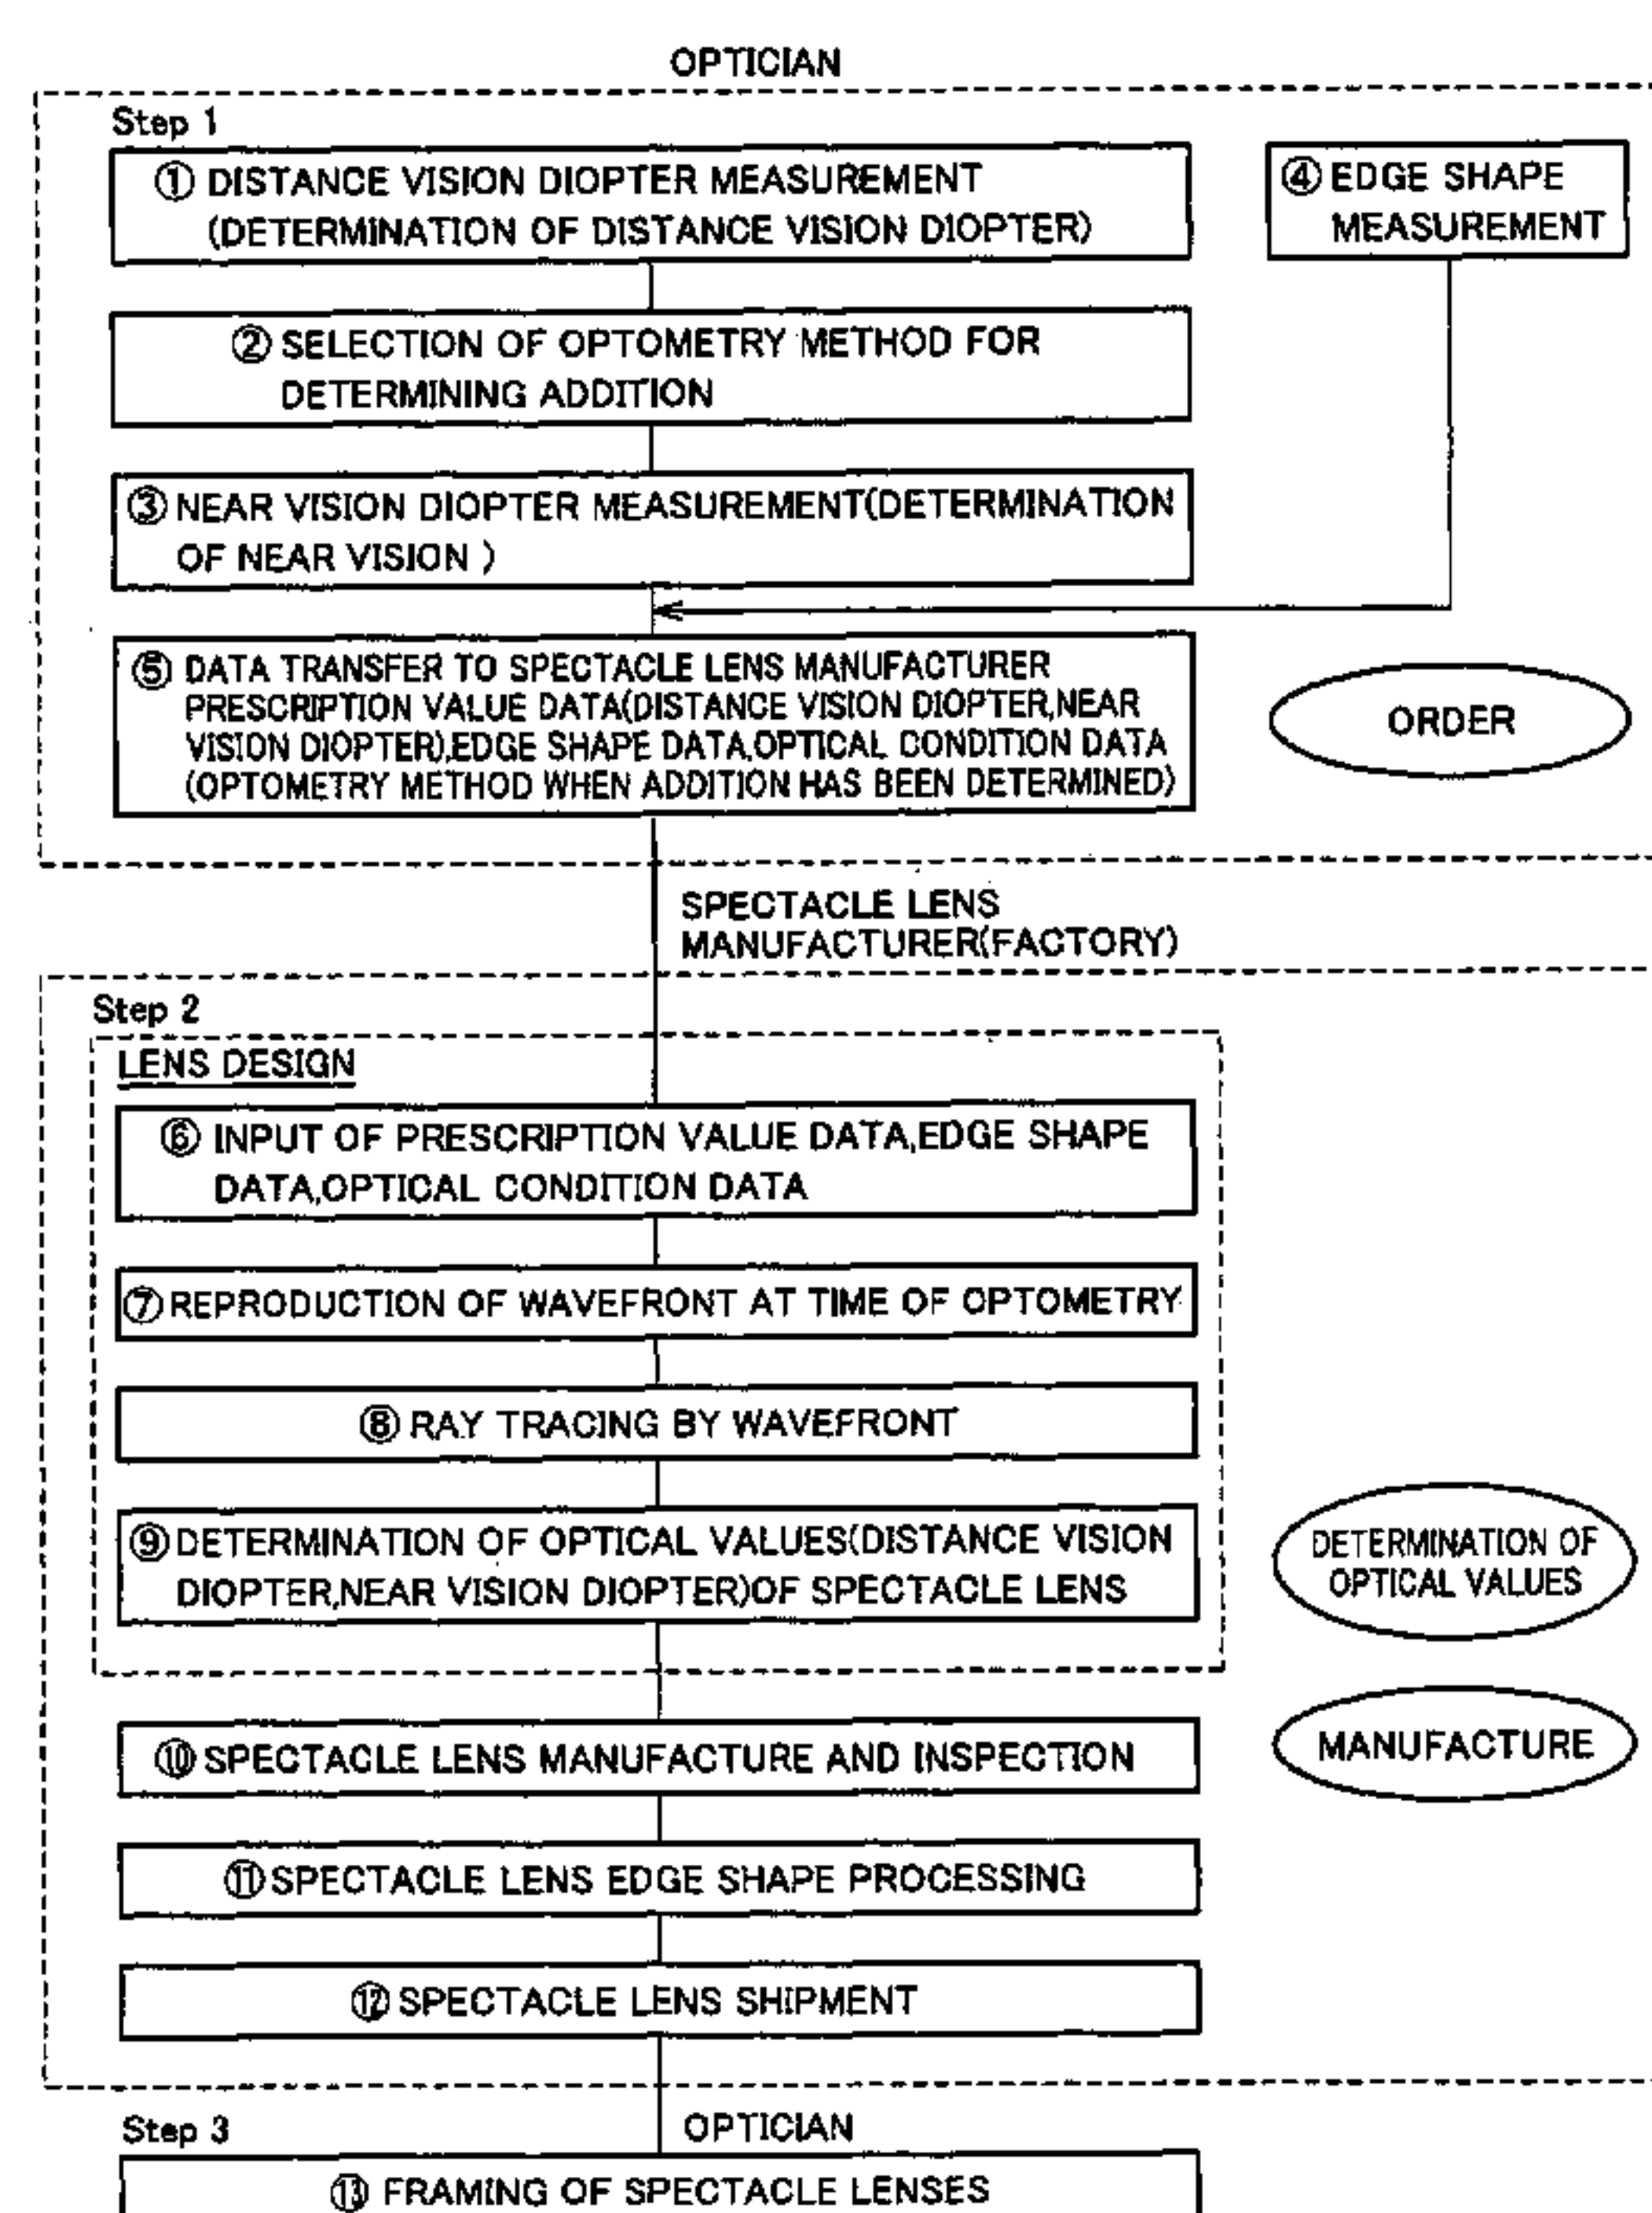 OPTICIAN
Step 1
① DISTANCE VISION DIOPTER MEASUREMENT
(DETERMINATION OF DISTANCE VISION DIOPTER)
④ EDGE SHAPE
MEASUREMENT
② SELECTION OF OPTOMETRY METHOD FOR
DETERMINING ADDITION
③ NEAR VISION DIOPTER MEASUREMENT(DETERMINATION
OF NEAR VISION )
⑤ DATA TRANSFER TO SPECTACLE LENS MANUFACTURER
PRESCRIPTION VALUE DATA(DISTANCE VISION DIOPTER,NEAR
VISION DIOPTER),EDGE SHAPE DATA,OPTICAL CONDITION DATA
(OPTOMETRY METHOD WHEN ADDITION HAS BEEN DETERMINED)
ORDER
SPECTACLE LENS
MANUFACTURER(FACTORY)
Step 2
LENS DESIGN
⑥ INPUT OF PRESCRIPTION VALUE DATA,EDGE SHAPE
DATA,OPTICAL CONDITION DATA
⑦ REPRODUCTION OF WAVEFRONT AT TIME OF OPTOMETRY
⑧ RAY TRACING BY WAVEFRONT
⑨ DETERMINATION OF OPTICAL VALUES(DISTANCE VISION
DIOPTER,NEAR VISION DIOPTER)OF SPECTACLE LENS
DETERMINATION OF
OPTICAL VALUES
⑩ SPECTACLE LENS MANUFACTURE AND INSPECTION
MANUFACTURE
⑪ SPECTACLE LENS EDGE SHAPE PROCESSING
⑫ SPECTACLE LENS SHIPMENT
Step 3
OPTICIAN
⑬ FRAMING OF SPECTACLE LENSES